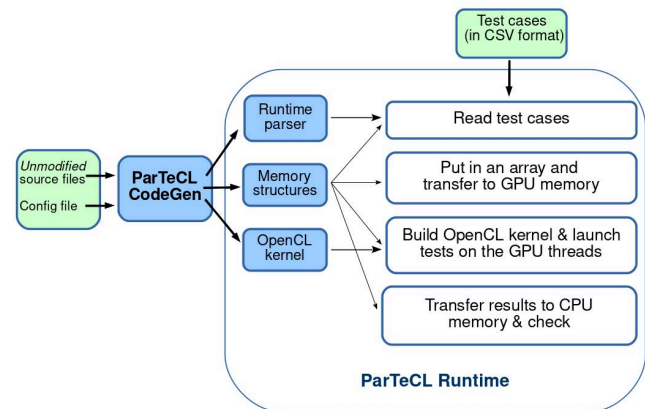 Test cases
(in CSV format)
Runtime
parser
Read test cases
Unmodified
source files
Config file
ParTeCL
CodeGen
Memory
structures
Put in an array and
transfer to GPU memory
OpenCL
kernel
Build OpenCL kernel & launch
tests on the GPU threads
Transfer results to CPU
memory & check
ParTeCL Runtime